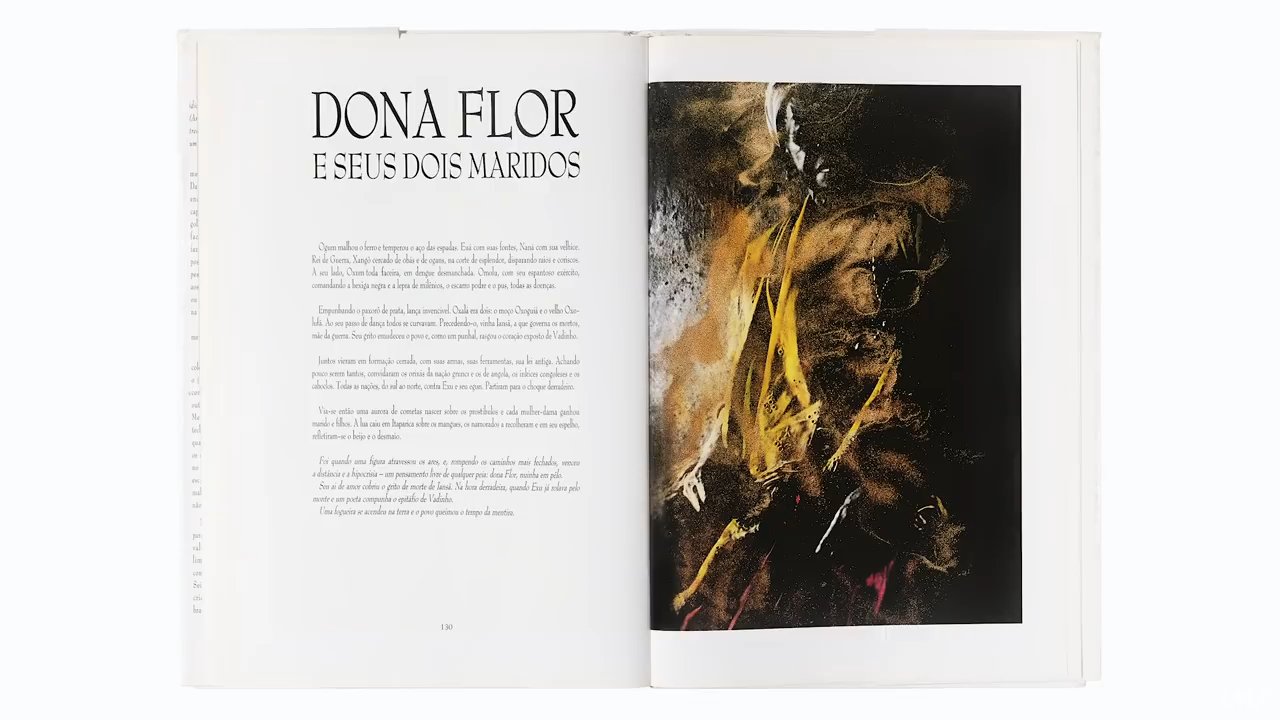 DONA FLOR
E SEUS DOIS MARIDOS
Ogum malhou o ferro e temperou o aço das espadas. Euá com suas fontes, Nanã com sua velhice.
Rei de Guerra, Xangô cercado de obás e de ogans, na corte de esplendor, disparando raios e coriscos.
A seu lado, Oxum toda faceira, em dengue desmanchada. Omolu, com seu espantoso exército,
comandando a bexiga negra e a lepra de milênios, o escarro podre e o pus, todas as doenças.
Empunhando o paxorô de prata, lança invencível. Oxalá era dois: o moço Oxoguiã e o velho Oxo-
lufã. Ao seu passo de dança todos se curvavam. Precedendo-o, vinha Iansã, a que governa os mortos,
mãe da guerra. Seu grito emudeceu o povo e, como um punhal, rasgou o coração exposto de Vadinho.
Juntos vieram em formação cerrada, com suas armas, suas ferramentas, sua lei antiga. Achando
pouco serem tantos, convidaram os orixás da nação grunci e os de angola, os inkices congoleses e os
caboclos. Todas as nações, do sul ao norte, contra Exu e seu egun. Partiram para o choque derradeiro.
Viu-se então uma aurora de cometas nascer sobre os prostíbulos e cada mulher-dama ganhou
marido e filhos. A lua caiu em Itaparica sobre os mangues, os namorados a recolheram e em seu espelho,
refletiram-se o beijo e o desmaio.
Foi quando uma figura atravessou os ares, e, rompendo os caminhos mais fechados, venceu
a distância e a hipocrisia – um pensamento livre de qualquer peia: dona Flor, nuinha em pêlo.
Seu ai de amor cobriu o grito de morte de Iansã. Na hora derradeira, quando Exu já rolava pelo
monte e um poeta compunha o epitáfio de Vadinho.
Uma fogueira se acendeu na terra e o povo queimou o tempo da mentira.
130